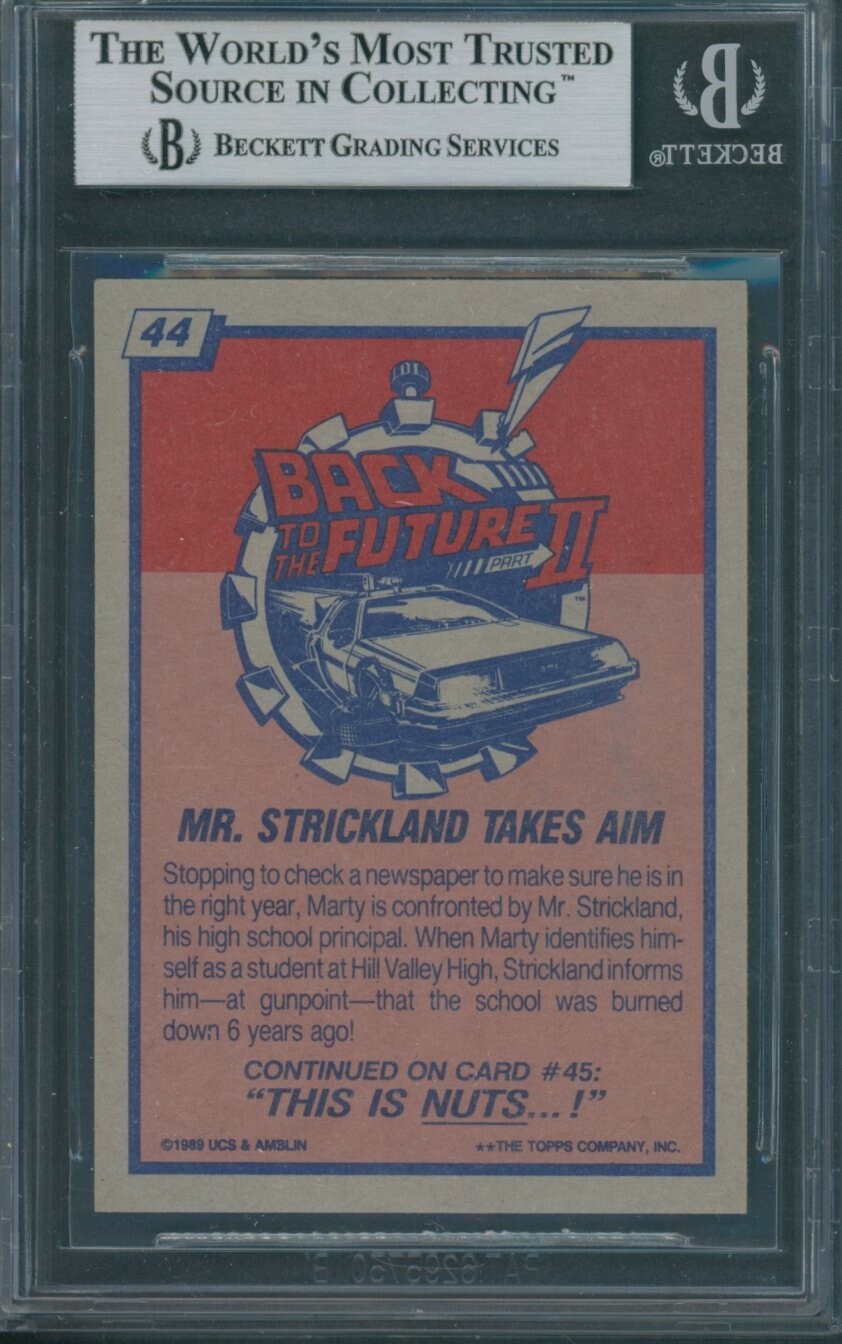 THE WORLD'S MOST TRUSTED
SOURCE IN COLLECTING™
B BECKETT GRADING SERVICES
B
BECKETT®
44
BACK
TO
THE FUTURE
PART II
™
MR. STRICKLAND TAKES AIM
Stopping to check a newspaper to make sure he is in
the right year, Marty is confronted by Mr. Strickland,
his high school principal. When Marty identifies him-
self as a student at Hill Valley High, Strickland informs
him—at gunpoint—that the school was burned
down 6 years ago!
CONTINUED ON CARD #45:
“THIS IS NUTS...!”
©1989 UCS & AMBLIN
**THE TOPPS COMPANY, INC.